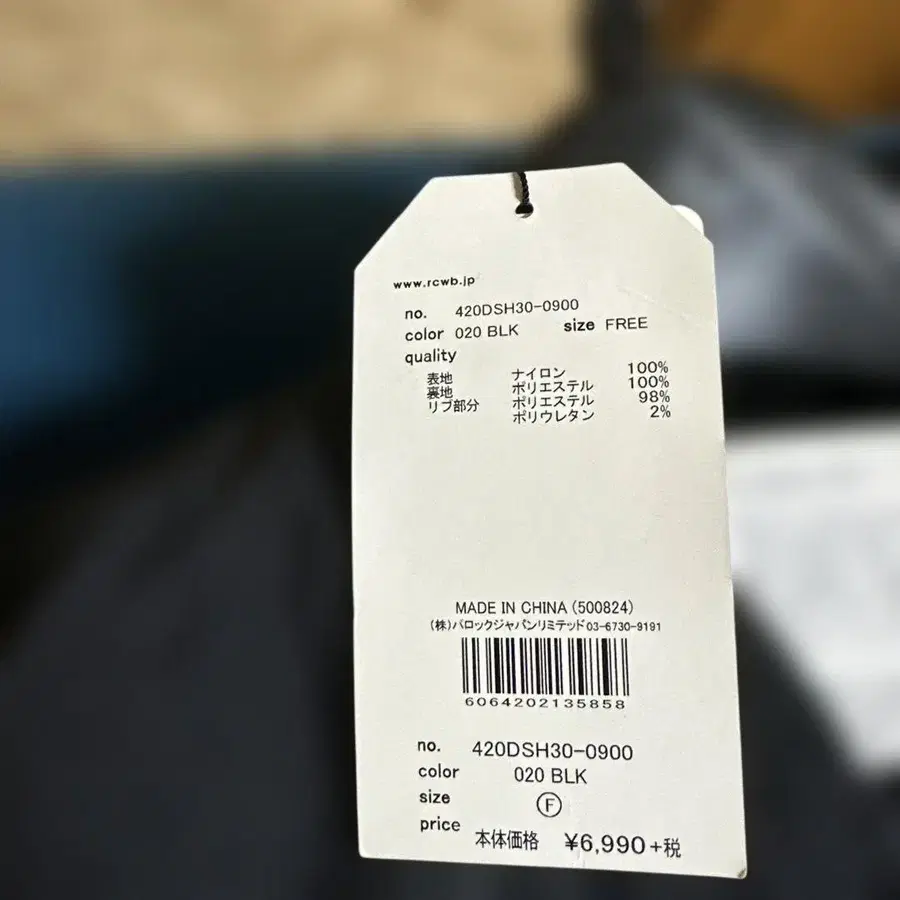 www.rcwb.jp
no. 420DSH30-0900
color 020 BLK size FREE
quality
表地 ナイロン 100%
裏地 ポリエステル 100%
リブ部分 ポリエステル 98%
ポリウレタン 2%
MADE IN CHINA (500824)
(株)バロックジャパンリミテッド 03-6730-9191
6064202135858
no. 420DSH30-0900
color 020 BLK
size F
price 本体価格 ¥6,990+税